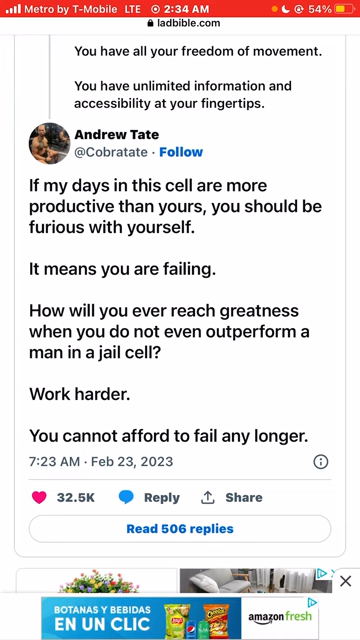 Metro by T-Mobile LTE 2:34 AM 54%
ladbible.com
You have all your freedom of movement.
You have unlimited information and
accessibility at your fingertips.
Andrew Tate
@Cobratate · Follow
If my days in this cell are more
productive than yours, you should be
furious with yourself.
It means you are failing.
How will you ever reach greatness
when you do not even outperform a
man in a jail cell?
Work harder.
You cannot afford to fail any longer.
7:23 AM · Feb 23, 2023
32.5K Reply Share
Read 506 replies
BOTANAS Y BEBIDAS
EN UN CLIC
Lay's
Cheetos
amazonfresh